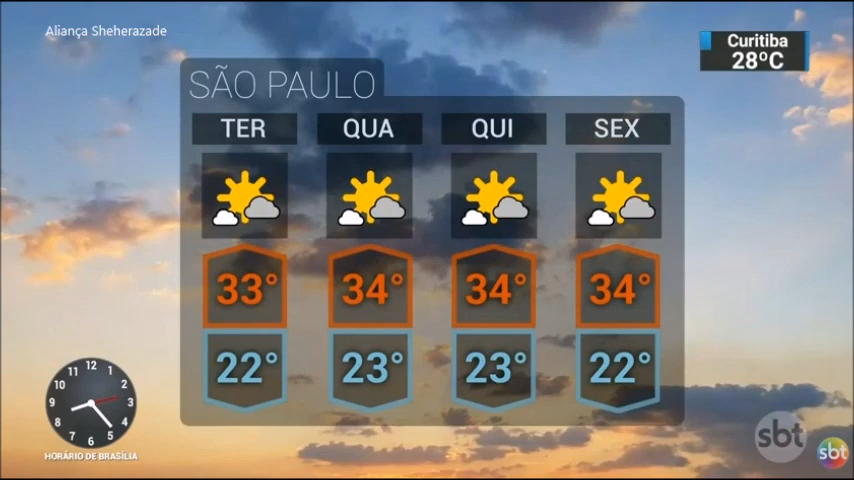 Aliança Sheherazade
Curitiba
28ºC
SÃO PAULO
TER QUA QUI SEX
33° 34° 34° 34°
22° 23° 23° 22°
12
1
2
3
4
5
6
7
8
9
10
11
HORÁRIO DE BRASÍLIA
sbt
sbt